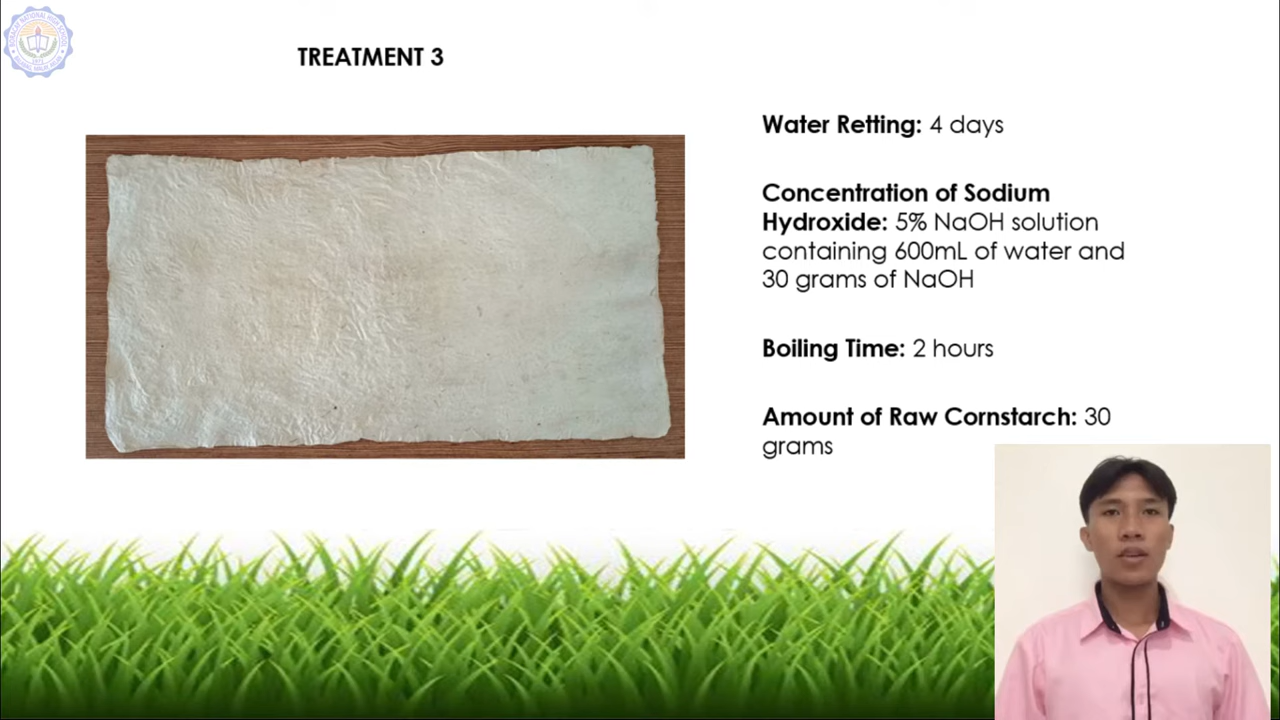 TREATMENT 3
Water Retting: 4 days
Concentration of Sodium
Hydroxide: 5% NaOH solution
containing 600mL of water and
30 grams of NaOH
Boiling Time: 2 hours
Amount of Raw Cornstarch: 30
grams